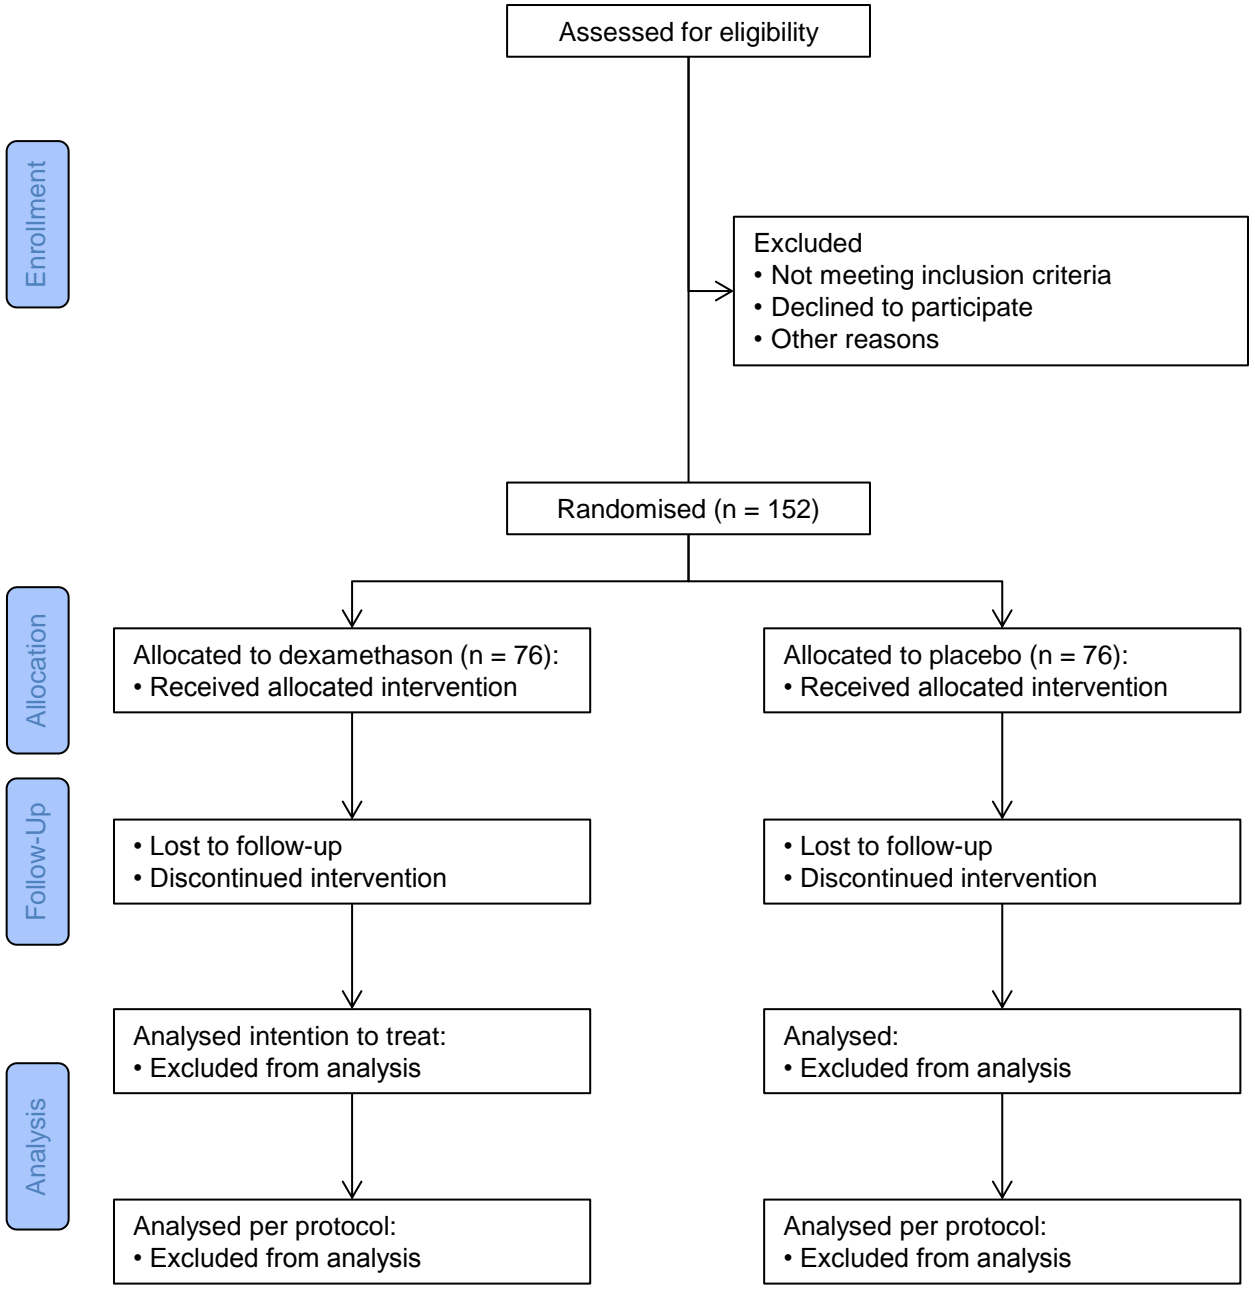 Assessed for eligibility
Enrollment
Excluded
• Not meeting inclusion criteria
• Declined to participate
• Other reasons
Randomised (n = 152)
Allocation
Allocated to dexamethason (n = 76):
• Received allocated intervention
Allocated to placebo (n = 76):
• Received allocated intervention
Follow-Up
• Lost to follow-up
• Discontinued intervention
• Lost to follow-up
• Discontinued intervention
Analysis
Analysed intention to treat:
• Excluded from analysis
Analysed:
• Excluded from analysis
Analysed per protocol:
• Excluded from analysis
Analysed per protocol:
• Excluded from analysis